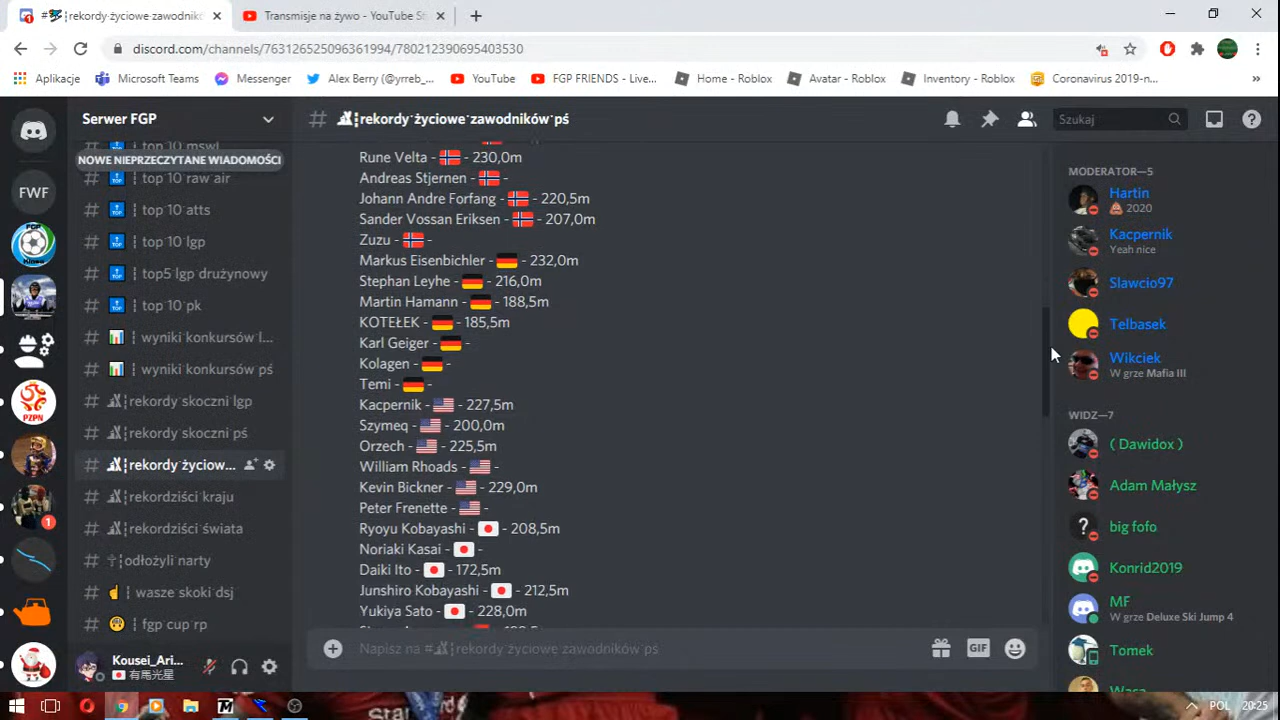 rekordy życiowe zawodnikó
Transmisje na żywo - YouTube St
discord.com/channels/763126525096361994/780212390695403530
Aplikacje
Microsoft Teams
Messenger
Alex Berry (@_yrreb_...
YouTube
FGP FRIENDS - Live...
Home - Roblox
Avatar - Roblox
Inventory - Roblox
Coronavirus 2019-n...
»
Serwer FGP
top 10 mswl
NOWE NIEPRZECZYTANE WIADOMOŚCI
top 10 raw air
FWF
top 10 atts
top 10 lgp
top5 lgp drużynowy
top 10 pk
wyniki konkursów l...
wyniki konkursów pś
rekordy skoczni lgp
rekordy skoczni pś
rekordy życiow...
rekordziści kraju
rekordziści świata
odłożyli narty
wasze skoki dsj
fgp cup rp
PZPN
1
Kousei_Ari...
有馬光星
# rekordy życiowe zawodników pś
Szukaj
Rune Velta - 230,0m
Andreas Stjernen -
Johann Andre Forfang - 220,5m
Sander Vossan Eriksen - 207,0m
Zuzu -
Markus Eisenbichler - 232,0m
Stephan Leyhe - 216,0m
Martin Hamann - 188,5m
KOTEŁEK - 185,5m
Karl Geiger -
Kolagen -
Temi -
Kacpernik - 227,5m
Szymeq - 200,0m
Orzech - 225,5m
William Rhoads -
Kevin Bickner - 229,0m
Peter Frenette -
Ryoyu Kobayashi - 208,5m
Noriaki Kasai -
Daiki Ito - 172,5m
Junshiro Kobayashi - 212,5m
Yukiya Sato - 228,0m
Napisz na # rekordy życiowe zawodników pś
GIF
MODERATOR—5
Hartin
2020
Kacpernik
Yeah nice
Slawcio97
Telbasek
Wikciek
W grze Mafia III
WIDZ—7
( Dawidox )
Adam Małysz
big fofo
Konrid2019
MF
W grze Deluxe Ski Jump 4
Tomek
POL
20:25